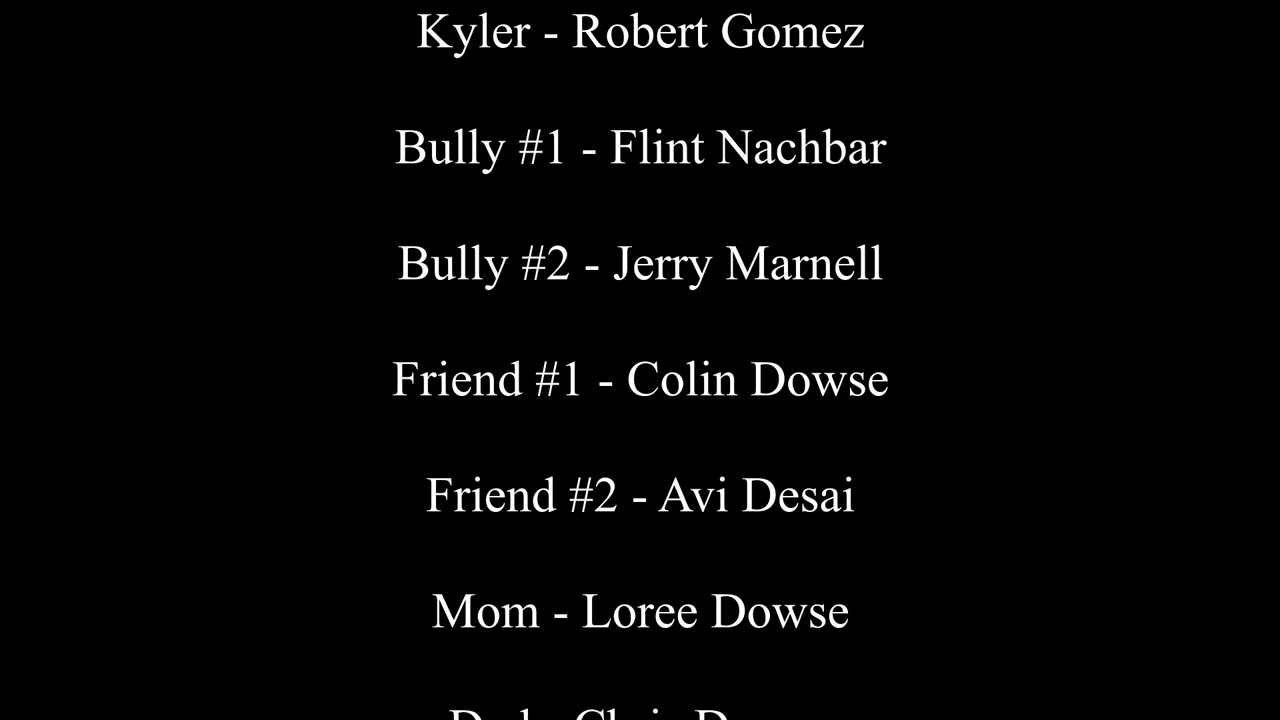 Kyler - Robert Gomez
Bully #1 - Flint Nachbar
Bully #2 - Jerry Marnell
Friend #1 - Colin Dowse
Friend #2 - Avi Desai
Mom - Loree Dowse